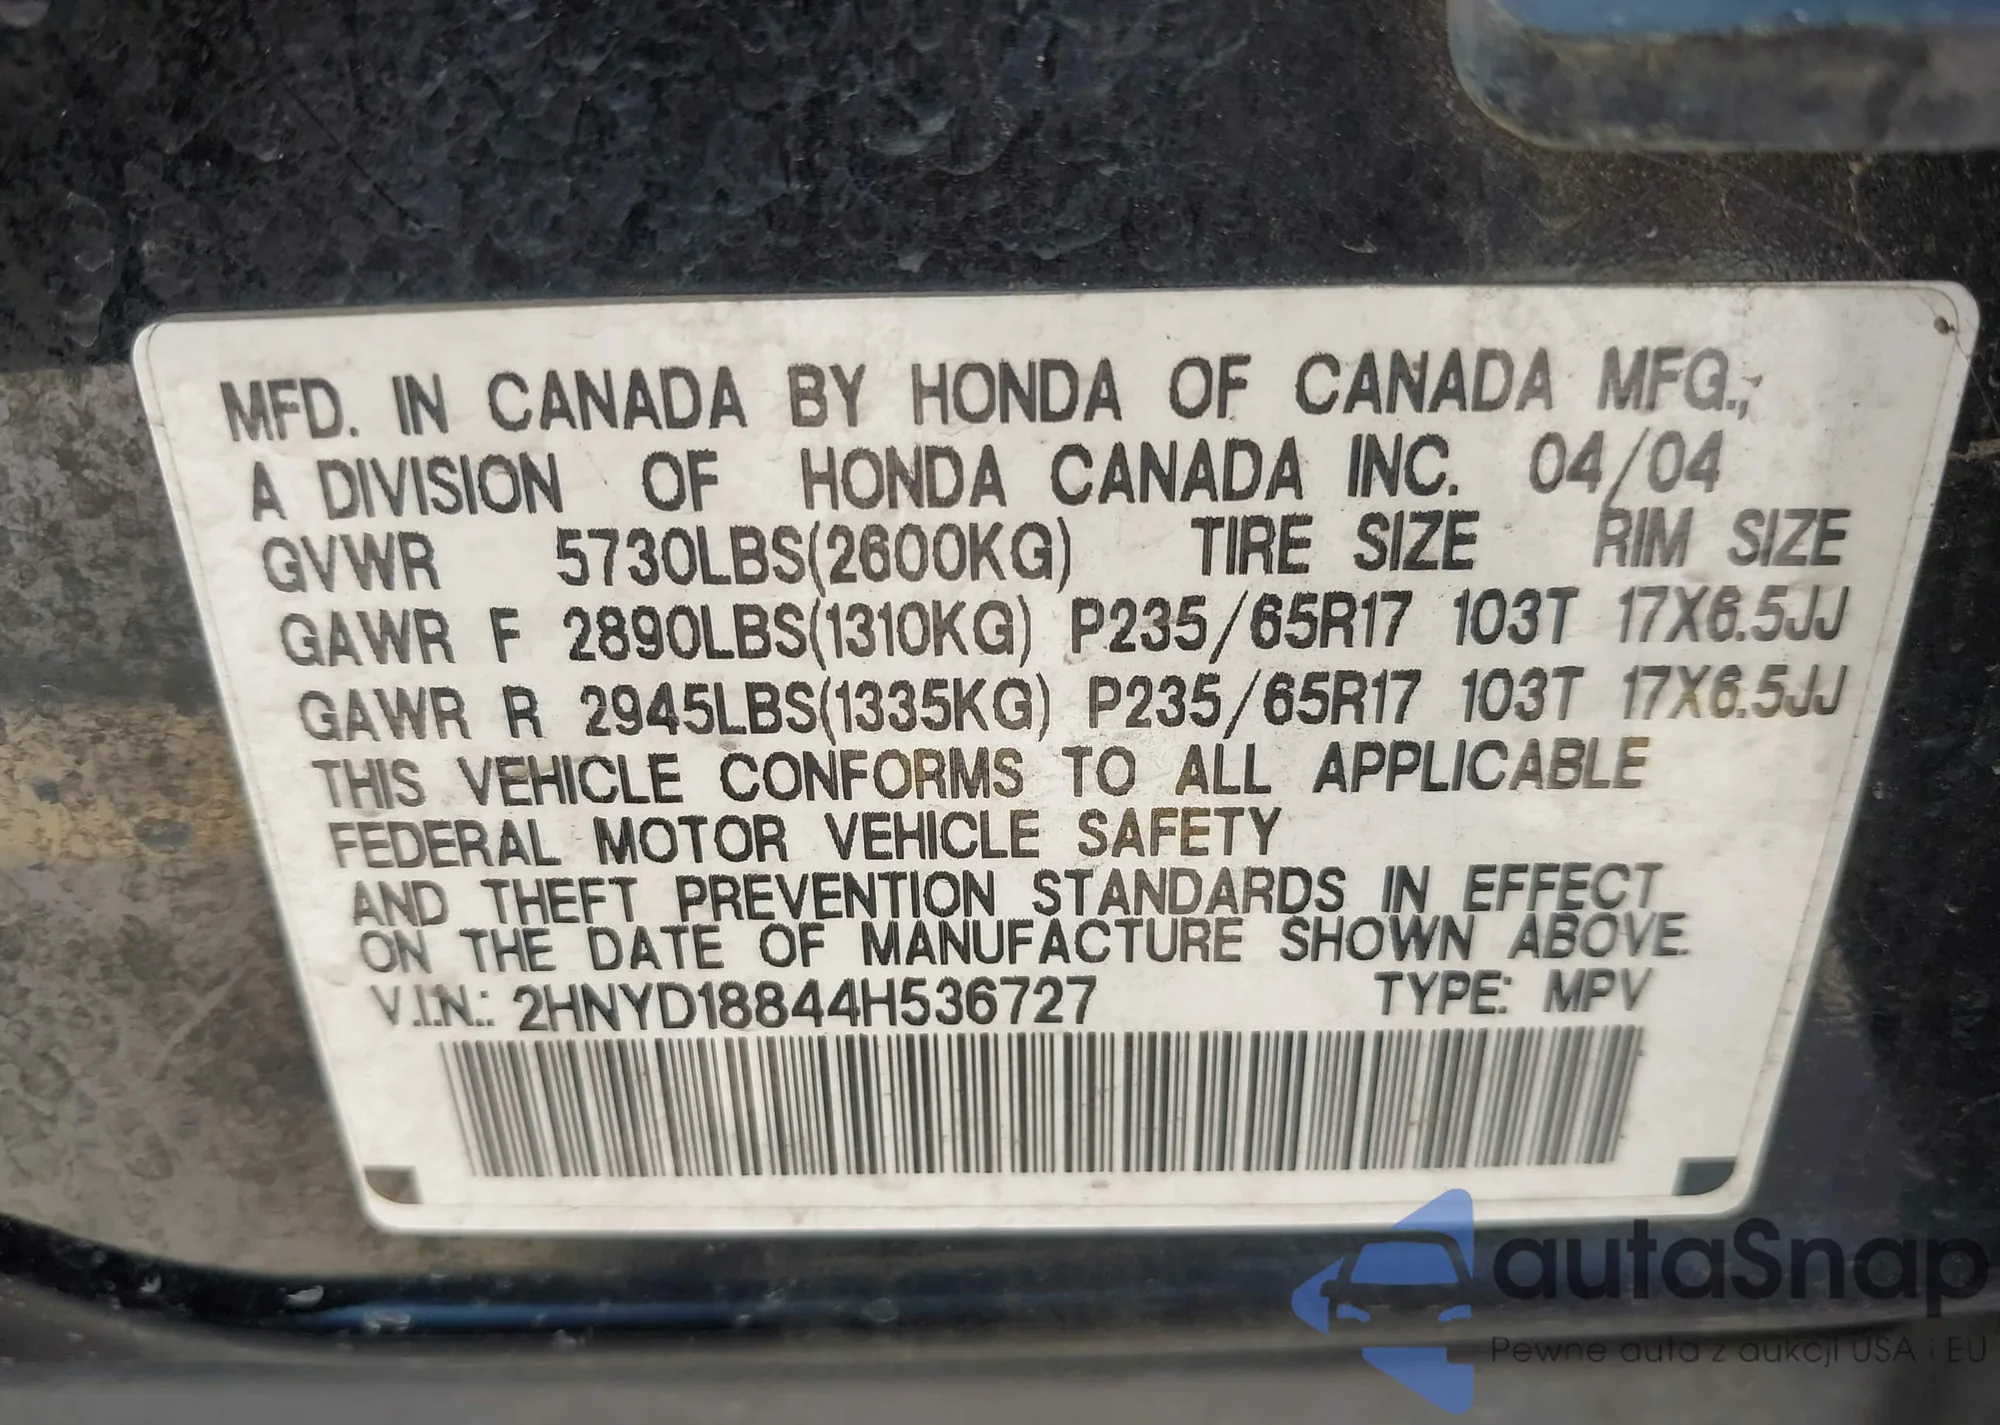 MFD. IN CANADA BY HONDA OF CANADA MFG.,
A DIVISION OF HONDA CANADA INC. 04/04
GVWR 5730LBS(2600KG) TIRE SIZE RIM SIZE
GAWR F 2890LBS(1310KG) P235/65R17 103T 17X6.5JJ
GAWR R 2945LBS(1335KG) P235/65R17 103T 17X6.5JJ
THIS VEHICLE CONFORMS TO ALL APPLICABLE
FEDERAL MOTOR VEHICLE SAFETY
AND THEFT PREVENTION STANDARDS IN EFFECT
ON THE DATE OF MANUFACTURE SHOWN ABOVE.
V.I.N.: 2HNYD18844H536727 TYPE: MPV
autaSnap
Pewne auta z aukcji USA i EU